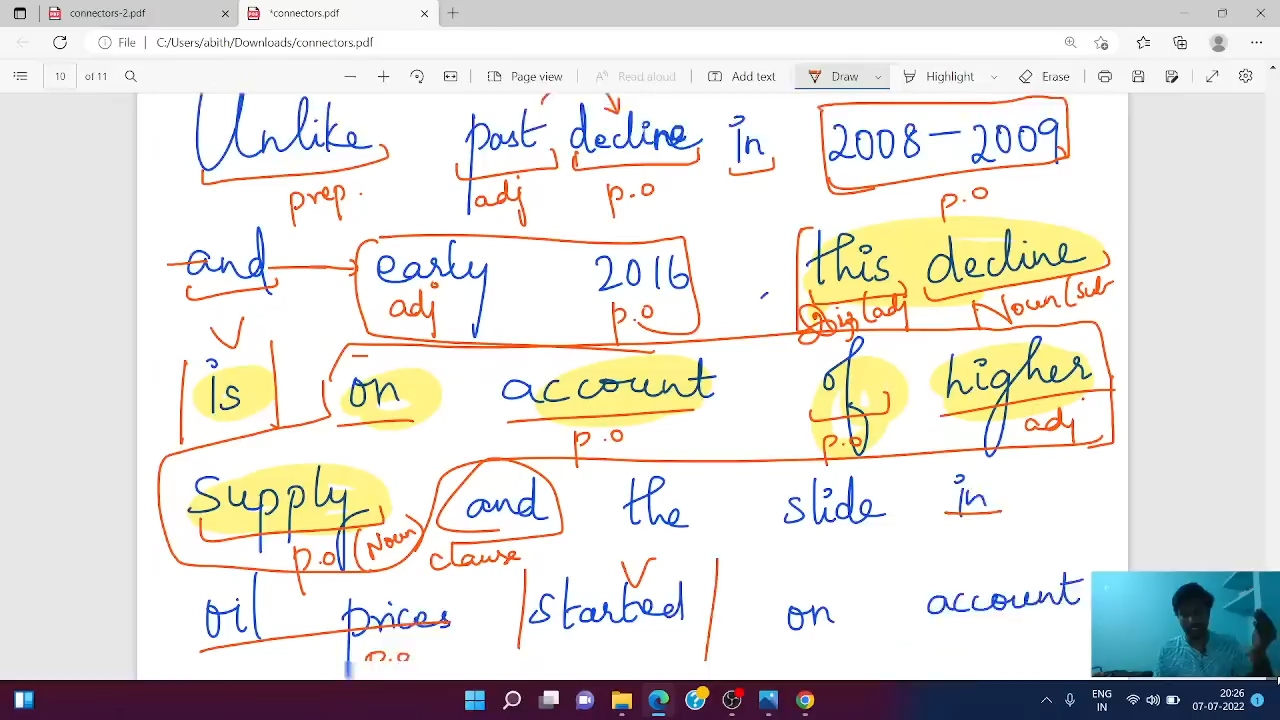 connectors-2.pdf
*connectors.pdf
File
C:/Users/abith/Downloads/connectors.pdf
10 of 11
Page view
Read aloud
Add text
Draw
Highlight
Erase
Unlike past decline in 2008 – 2009
prep. adj p.o p.o
and early 2016 this decline
adj p.o (adj Noun (sub
V
is on account of higher
p.o p.o adj
Supply and the slide in
p.o (Noun) clause
V
oil prices started on account
p.o
ENG
IN
20:26
07-07-2022
1